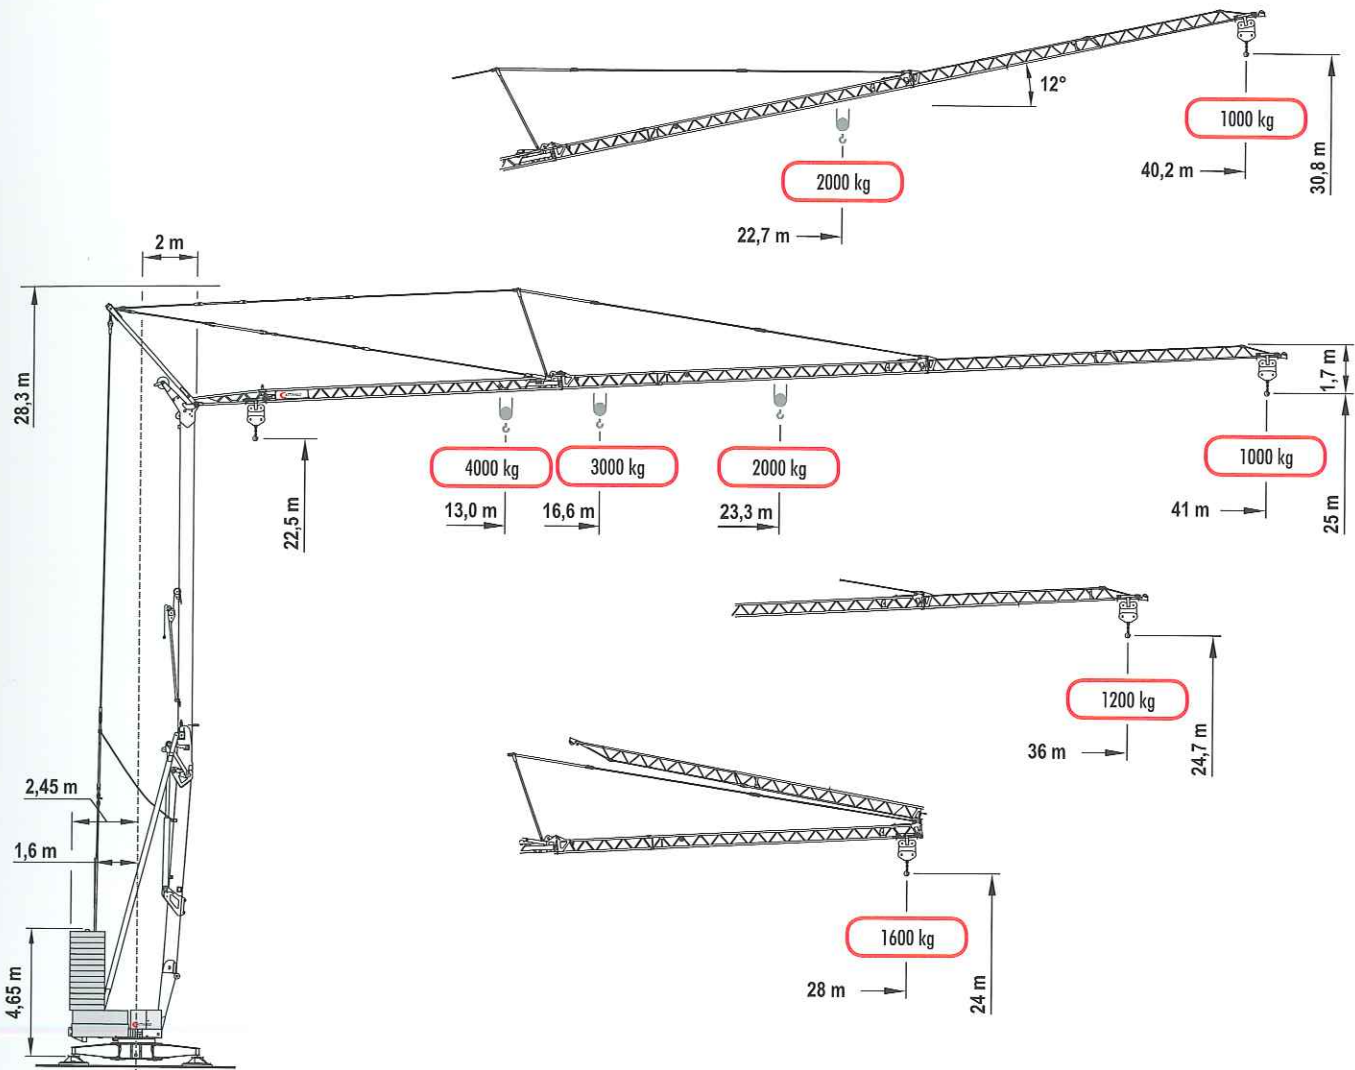 12°
1000 kg
40,2 m
30,8 m
2000 kg
22,7 m
2 m
28,3 m
1,7 m
22,5 m
4000 kg
3000 kg
2000 kg
1000 kg
13,0 m
16,6 m
23,3 m
41 m
25 m
1200 kg
36 m
24,7 m
2,45 m
1,6 m
4,65 m
1600 kg
28 m
24 m